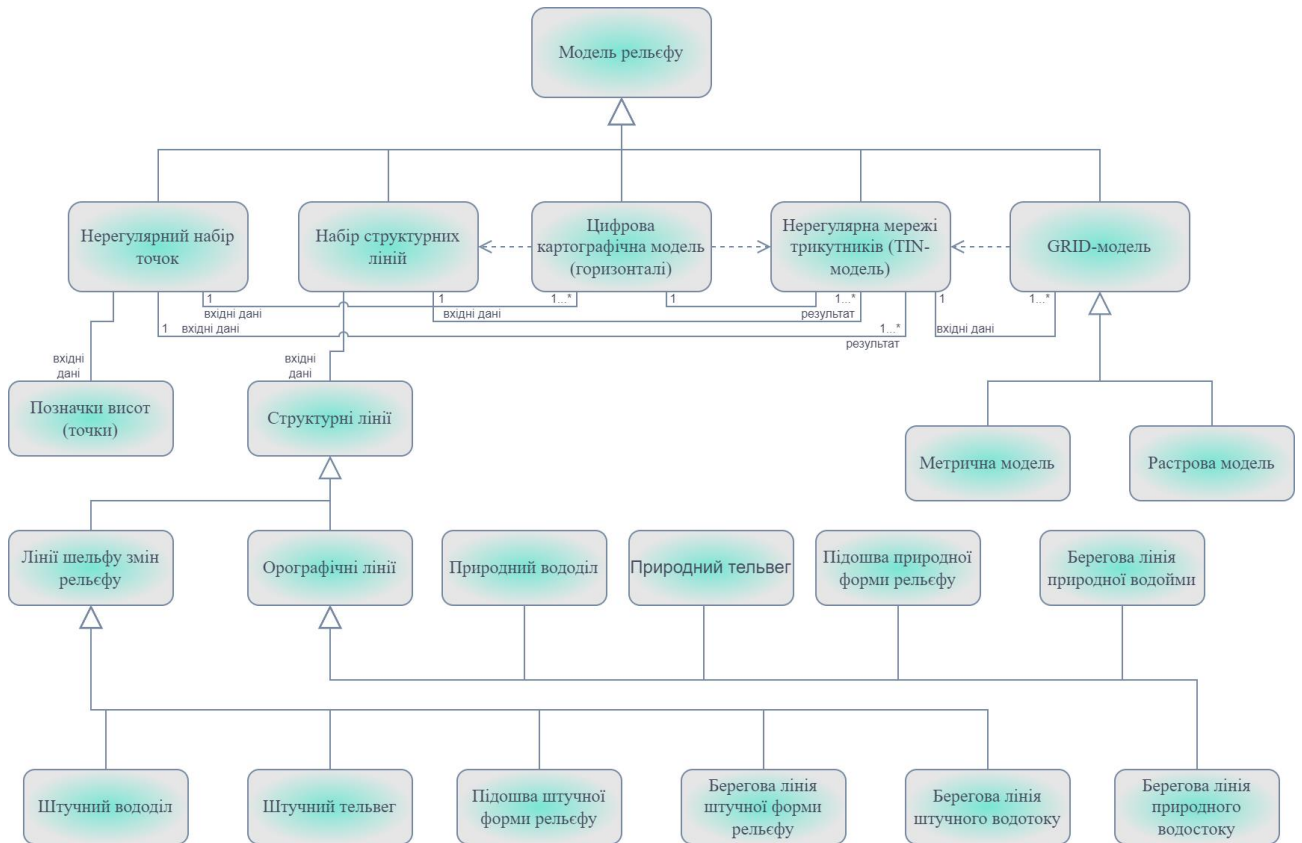 Модель рельєфу
Нерегулярний набір
точок
Набір структурних
ліній
Цифрова
картографічна модель
(горизонталі)
Нерегулярна мережі
трикутників (TIN-
модель)
GRID-модель
1
1...*
1
1...*
1
1...*
1
1...*
вхідні дані
вхідні дані
результат
вхідні дані
1
вхідні дані
результат
вхідні
дані
вхідні
дані
Позначки висот
(точки)
Структурні лінії
Метрична модель
Растрова модель
Лінії шельфу змін
рельєфу
Орографічні лінії
Природний вододіл
Природний тельвег
Підошва природної
форми рельєфу
Берегова лінія
природної водойми
Штучний вододіл
Штучний тельвег
Підошва штучної
форми рельєфу
Берегова лінія
штучної форми
рельєфу
Берегова лінія
штучного водотоку
Берегова лінія
природного
водостоку